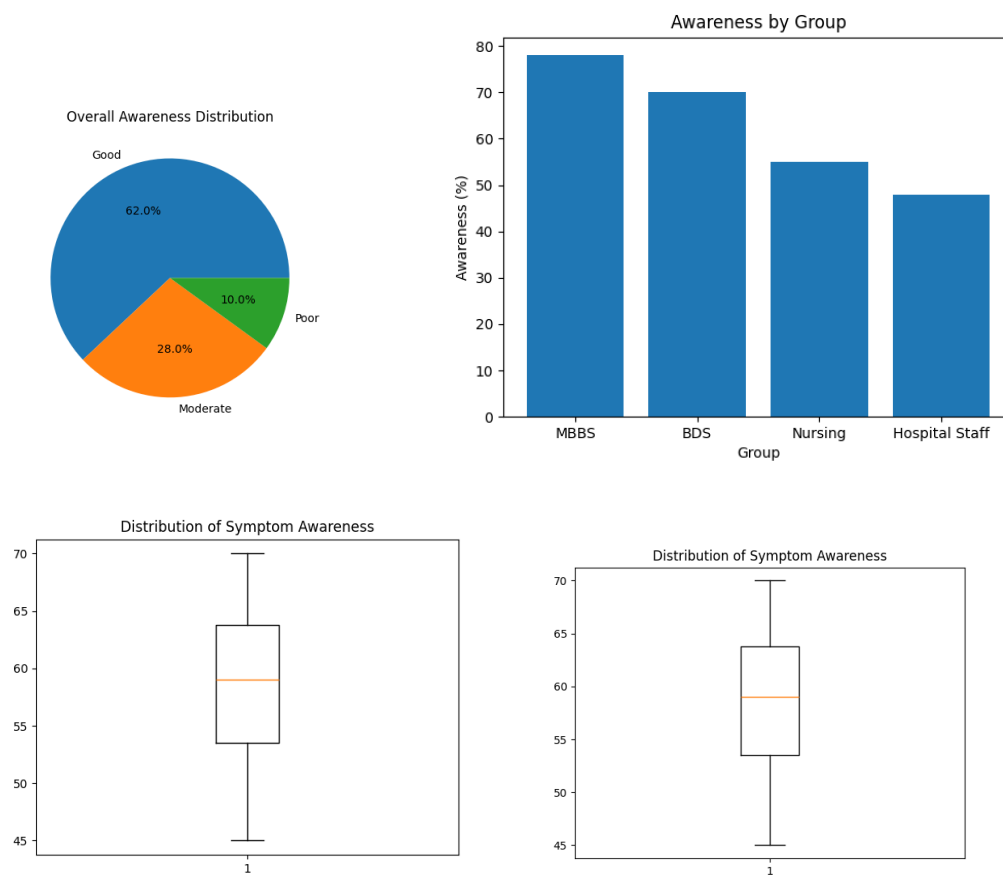 Overall Awareness Distribution
Good
62.0%
28.0%
10.0%
Poor
Moderate
Awareness by Group
80
70
60
50
40
30
20
10
0
Awareness (%)
MBBS BDS Nursing Hospital Staff
Group
Distribution of Symptom Awareness
70
65
60
55
50
45
1
Distribution of Symptom Awareness
70
65
60
55
50
45
1